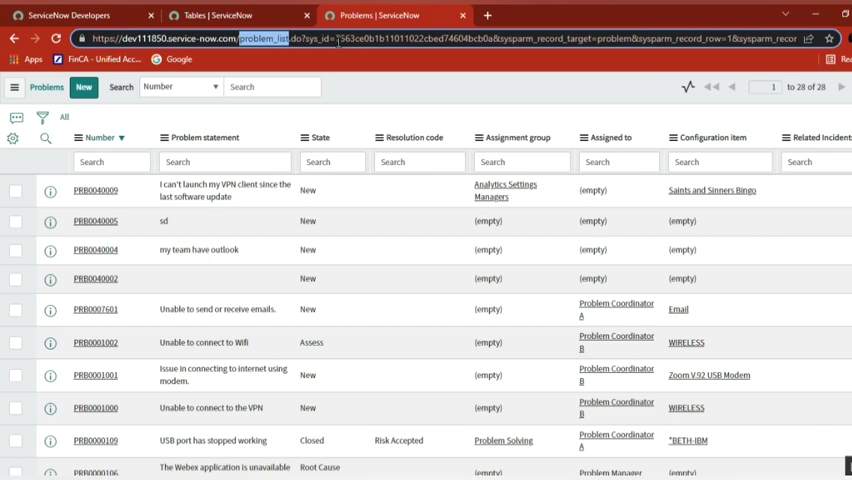 ServiceNow Developers
Tables | ServiceNow
Problems | ServiceNow
https://dev111850.service-now.com/problem_list.do?sys_id=7563ce0b1b11011022cbed74604bcb0a&sysparm_record_target=problem&sysparm_record_row=1&sysparm_recor
Apps FinCA - Unified Acc... Google Rea
Problems New Search Number Search 1 to 28 of 28
All
Number Problem statement State Resolution code Assignment group Assigned to Configuration item Related Incidents
Search Search Search Search Search Search Search Search
PRB0040009 I can't launch my VPN client since the last software update New Analytics Settings Managers (empty) Saints and Sinners Bingo
PRB0040005 sd New (empty) (empty) (empty)
PRB0040004 my team have outlook New (empty) (empty) (empty)
PRB0040002 New (empty) (empty) (empty)
PRB0007601 Unable to send or receive emails. New (empty) Problem Coordinator A Email
PRB0001002 Unable to connect to Wifi Assess (empty) Problem Coordinator B WIRELESS
PRB0001001 Issue in connecting to internet using modem. New (empty) Problem Coordinator B Zoom V.92 USB Modem
PRB0001000 Unable to connect to the VPN New (empty) Problem Coordinator B WIRELESS
PRB0000109 USB port has stopped working Closed Risk Accepted Problem Solving Problem Coordinator A *BETH-IBM
PRB0000106 The Webex application is unavailable Root Cause (empty) Problem Manager (empty)